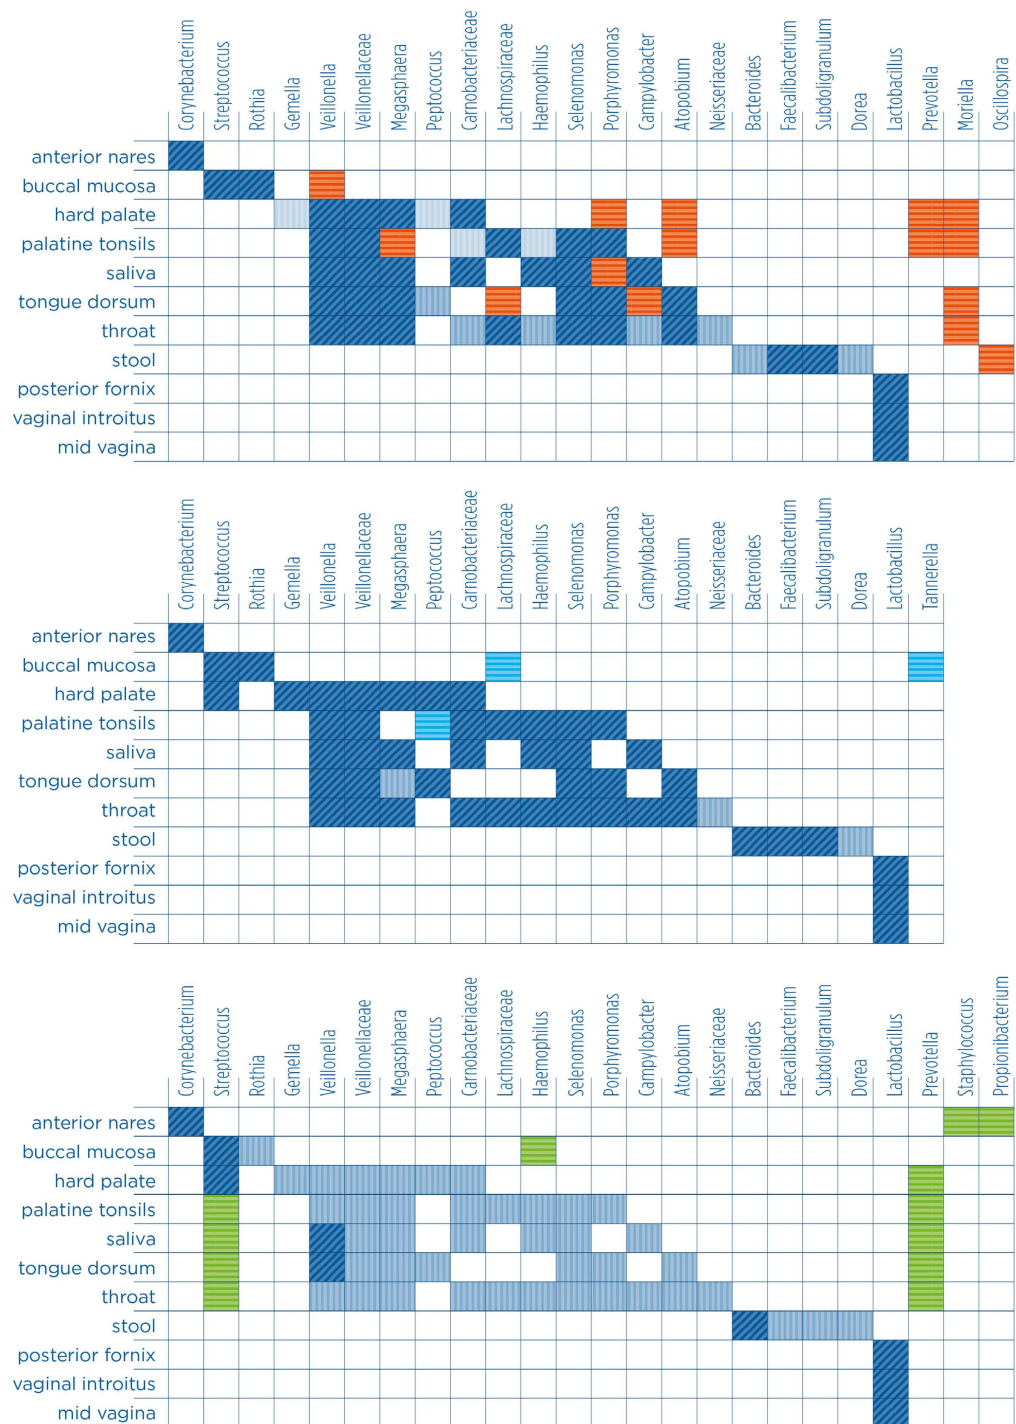 Corynebacterium
Streptococcus
Rothia
Gemella
Veillonella
Veillonellaceae
Megasphaera
Peptococcus
Carnobacteriaceae
Lachnospiraceae
Haemophilus
Selenomonas
Porphyromonas
Campylobacter
Atopobium
Neisseriaceae
Bacteroides
Faecalibacterium
Subdoligranulum
Dorea
Lactobacillus
Prevotella
Moriella
Oscillospira
anterior nares
buccal mucosa
hard palate
palatine tonsils
saliva
tongue dorsum
throat
stool
posterior fornix
vaginal introitus
mid vagina
Corynebacterium
Streptococcus
Rothia
Gemella
Veillonella
Veillonellaceae
Megasphaera
Peptococcus
Carnobacteriaceae
Lachnospiraceae
Haemophilus
Selenomonas
Porphyromonas
Campylobacter
Atopobium
Neisseriaceae
Bacteroides
Faecalibacterium
Subdoligranulum
Dorea
Lactobacillus
Tannerella
anterior nares
buccal mucosa
hard palate
palatine tonsils
saliva
tongue dorsum
throat
stool
posterior fornix
vaginal introitus
mid vagina
Corynebacterium
Streptococcus
Rothia
Gemella
Veillonella
Veillonellaceae
Megasphaera
Peptococcus
Carnobacteriaceae
Lachnospiraceae
Haemophilus
Selenomonas
Porphyromonas
Campylobacter
Atopobium
Neisseriaceae
Bacteroides
Faecalibacterium
Subdoligranulum
Dorea
Lactobacillus
Prevotella
Staphylococcus
Propionibacterium
anterior nares
buccal mucosa
hard palate
palatine tonsils
saliva
tongue dorsum
throat
stool
posterior fornix
vaginal introitus
mid vagina